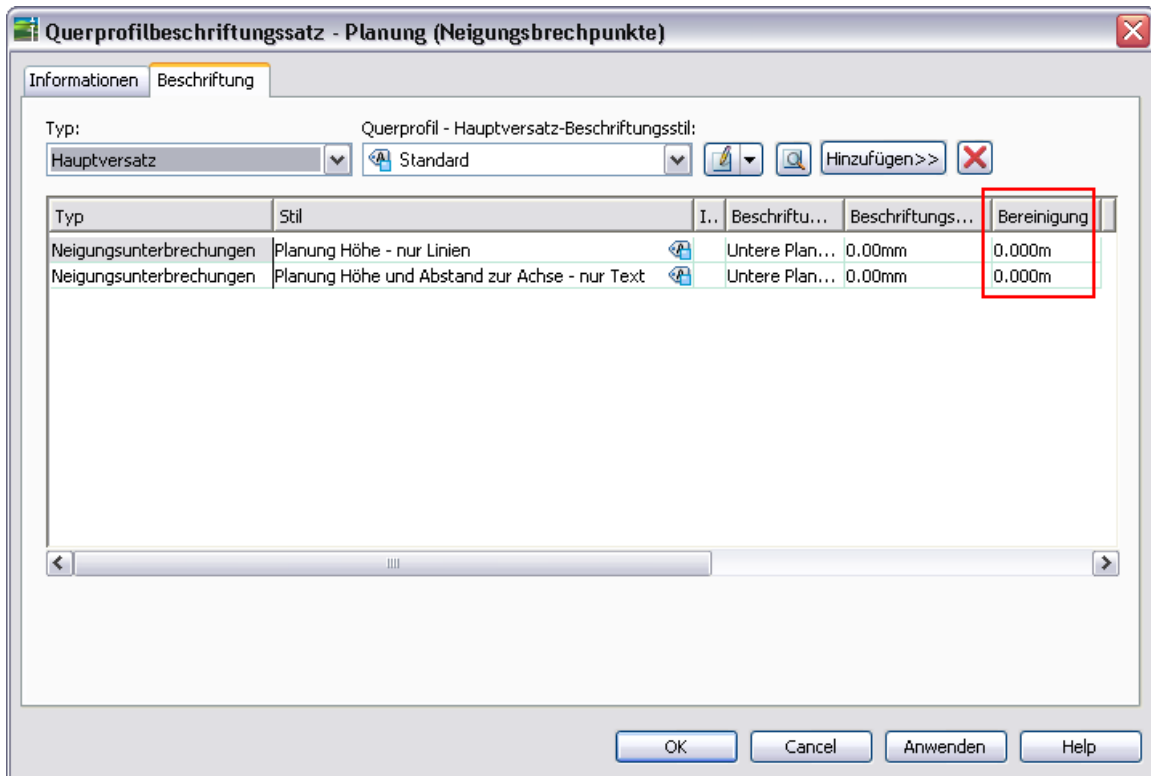 Querprofilbeschriftungssatz - Planung (Neigungsbrechpunkte)
Informationen Beschriftung
Typ: Querprofil - Hauptversatz-Beschriftungsstil:
Hauptversatz Standard Hinzufügen>>
Typ Stil I.. Beschriftu... Beschriftungs... Bereinigung
Neigungsunterbrechungen Planung Höhe - nur Linien Untere Plan... 0.00mm 0.000m
Neigungsunterbrechungen Planung Höhe und Abstand zur Achse - nur Text Untere Plan... 0.00mm 0.000m
OK Cancel Anwenden Help